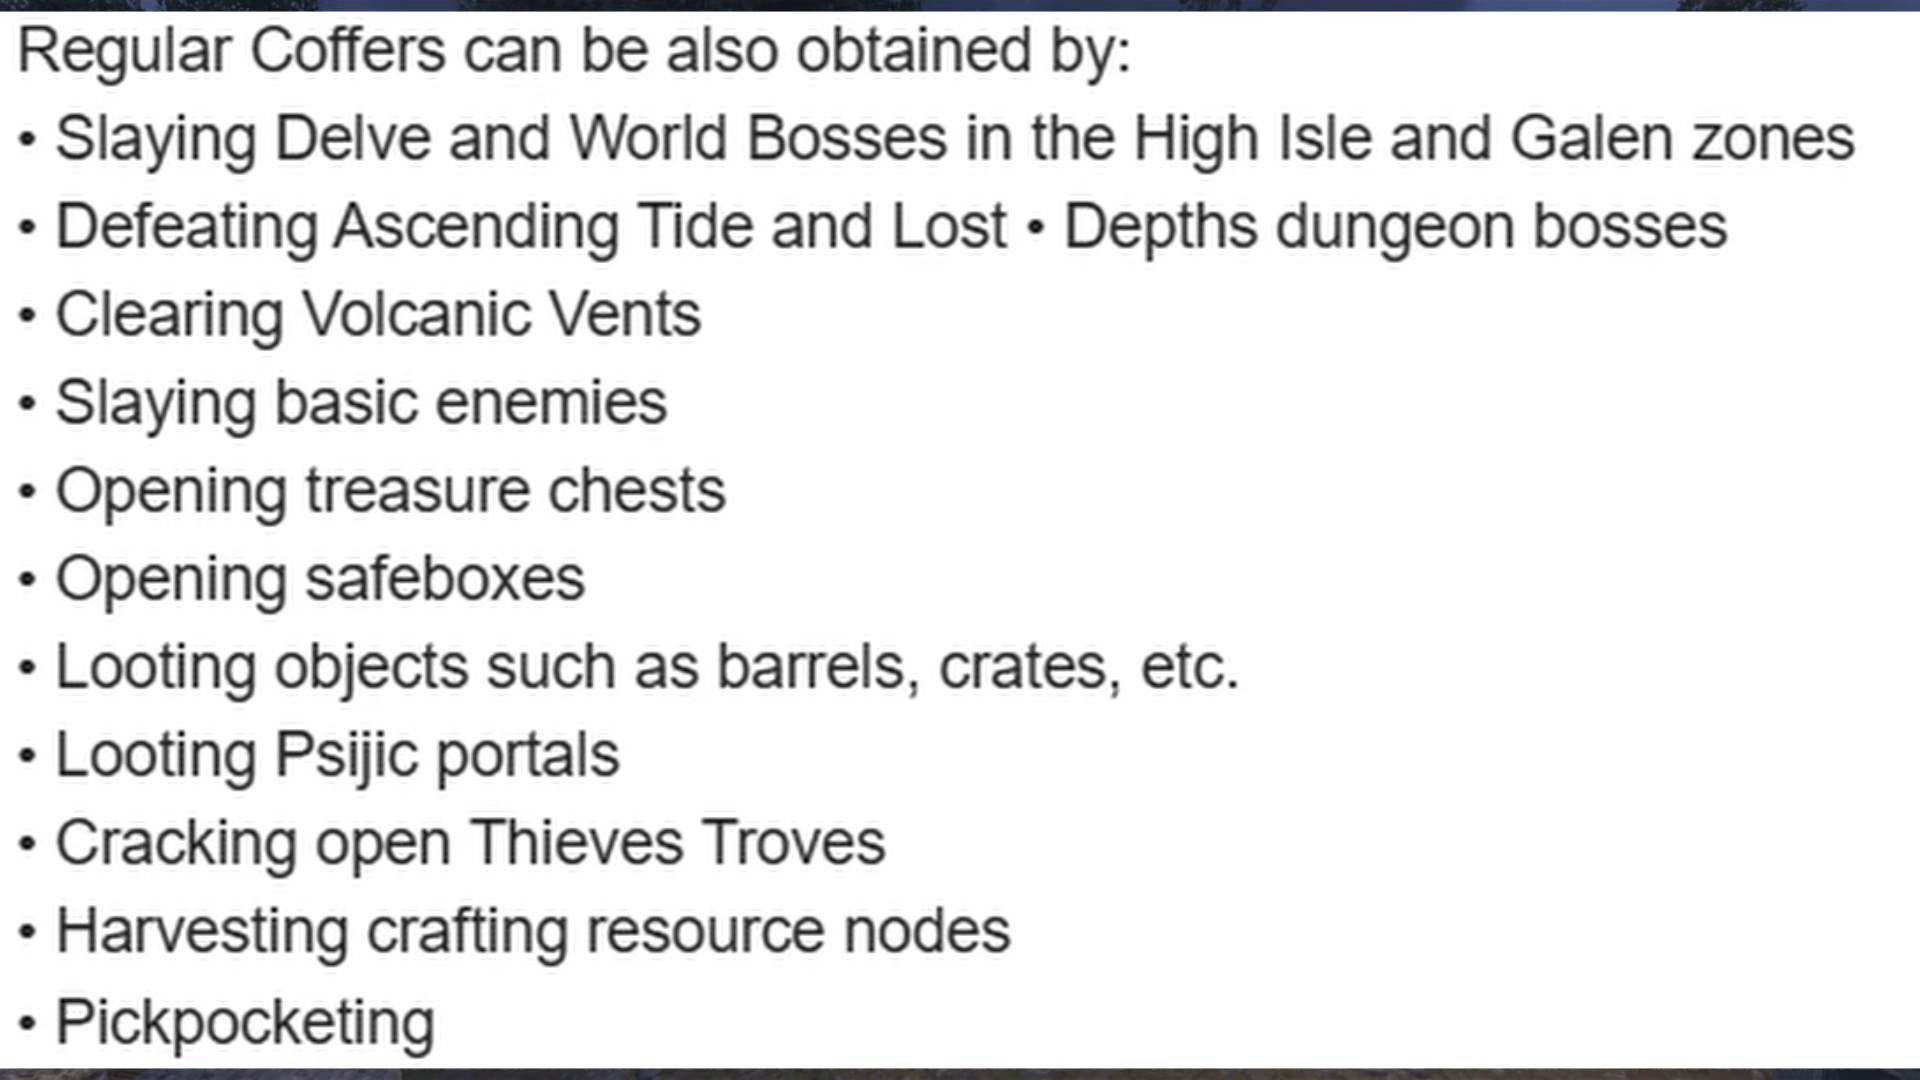 Regular Coffers can be also obtained by:
• Slaying Delve and World Bosses in the High Isle and Galen zones
• Defeating Ascending Tide and Lost • Depths dungeon bosses
• Clearing Volcanic Vents
• Slaying basic enemies
• Opening treasure chests
• Opening safeboxes
• Looting objects such as barrels, crates, etc.
• Looting Psijic portals
• Cracking open Thieves Troves
• Harvesting crafting resource nodes
• Pickpocketing